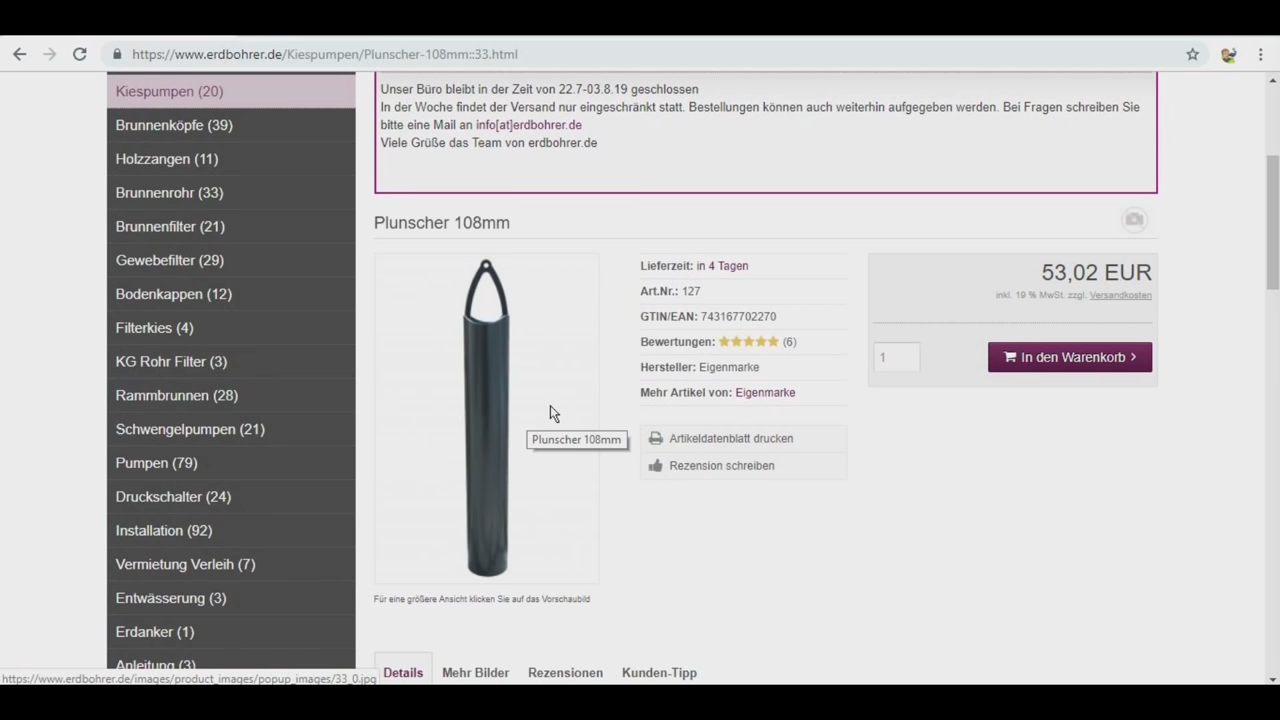 https://www.erdbohrer.de/Kiespumpen/Plunscher-108mm::33.html
Kiespumpen (20)
Brunnenköpfe (39)
Holzzangen (11)
Brunnenrohr (33)
Brunnenfilter (21)
Gewebefilter (29)
Bodenkappen (12)
Filterkies (4)
KG Rohr Filter (3)
Rammbrunnen (28)
Schwengelpumpen (21)
Pumpen (79)
Druckschalter (24)
Installation (92)
Vermietung Verleih (7)
Entwässerung (3)
Erdanker (1)
Anleitung (3)
Unser Büro bleibt in der Zeit von 22.7-03.8.19 geschlossen
In der Woche findet der Versand nur eingeschränkt statt. Bestellungen können auch weiterhin aufgegeben werden. Bei Fragen schreiben Sie
bitte eine Mail an info[at]erdbohrer.de
Viele Grüße das Team von erdbohrer.de
Plunscher 108mm
Plunscher 108mm
Für eine größere Ansicht klicken Sie auf das Vorschaubild
Lieferzeit: in 4 Tagen
Art.Nr.: 127
GTIN/EAN: 743167702270
Bewertungen: (6)
Hersteller: Eigenmarke
Mehr Artikel von: Eigenmarke
Artikeldatenblatt drucken
Rezension schreiben
53,02 EUR
inkl. 19 % MwSt. zzgl. Versandkosten
1
In den Warenkorb
Details Mehr Bilder Rezensionen Kunden-Tipp
https://www.erdbohrer.de/images/product_images/popup_images/33_0.jpg